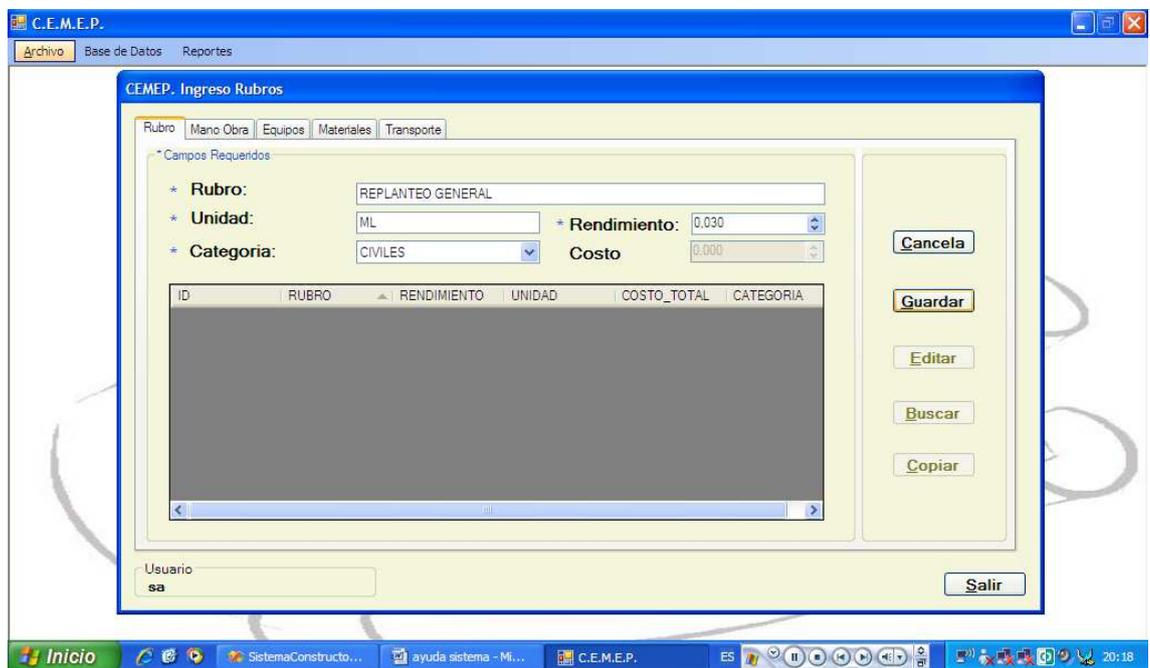 C.E.M.E.P.
Archivo Base de Datos Reportes
CEMEP. Ingreso Rubros
Rubro Mano Obra Equipos Materiales Transporte
* Campos Requeridos
* Rubro: REPLANTEO GENERAL
* Unidad: ML * Rendimiento: 0,030
* Categoria: CIVILES Costo 0,000
ID RUBRO RENDIMIENTO UNIDAD COSTO_TOTAL CATEGORIA
Cancela
Guardar
Editar
Buscar
Copiar
Usuario
sa
Salir
Inicio SistemaConstructo... ayuda sistema - Mi... C.E.M.E.P. ES 20:18